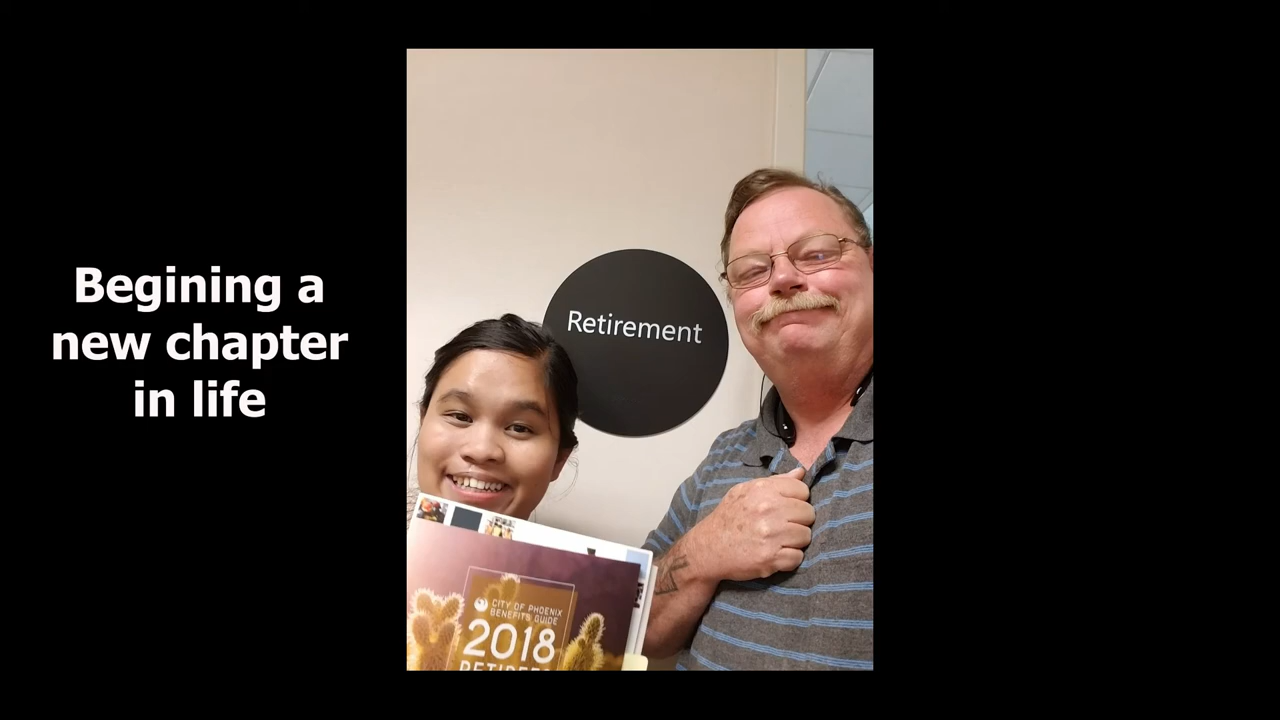 Begining a
new chapter
in life
Retirement
CITY OF PHOENIX
BENEFITS GUIDE
2018